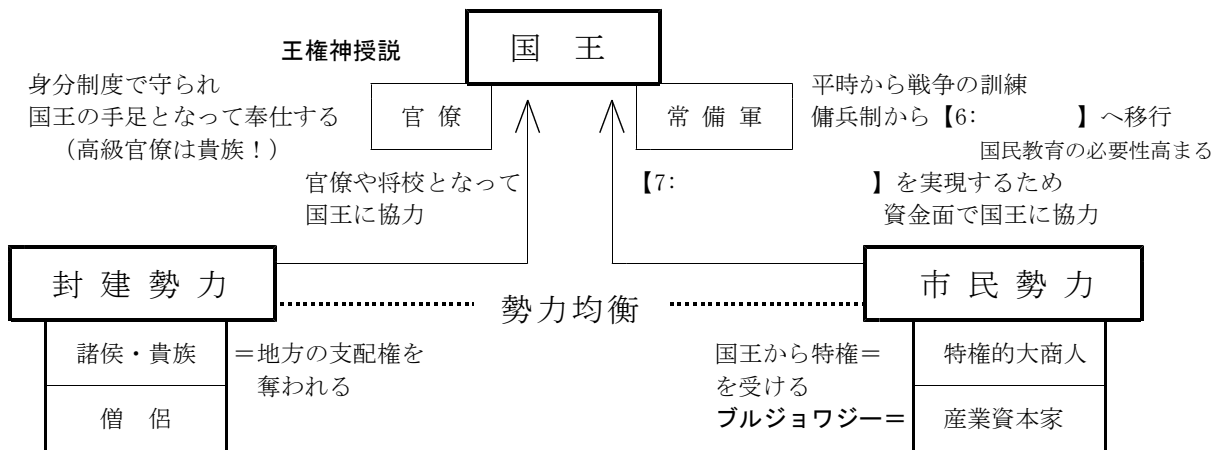 国 王
王権神授説
身分制度で守られ
国王の手足となって奉仕する
(高級官僚は貴族!)
官 僚
常 備 軍
平時から戦争の訓練
傭兵制から【6: 】へ移行
国民教育の必要性高まる
官僚や将校となって
国王に協力
【7: 】を実現するため
資金面で国王に協力
封 建 勢 力
勢力均衡
市 民 勢 力
諸侯・貴族
=地方の支配権を
奪われる
僧 侶
国王から特権=
を受ける
特権的大商人
ブルジョワジー=
産業資本家